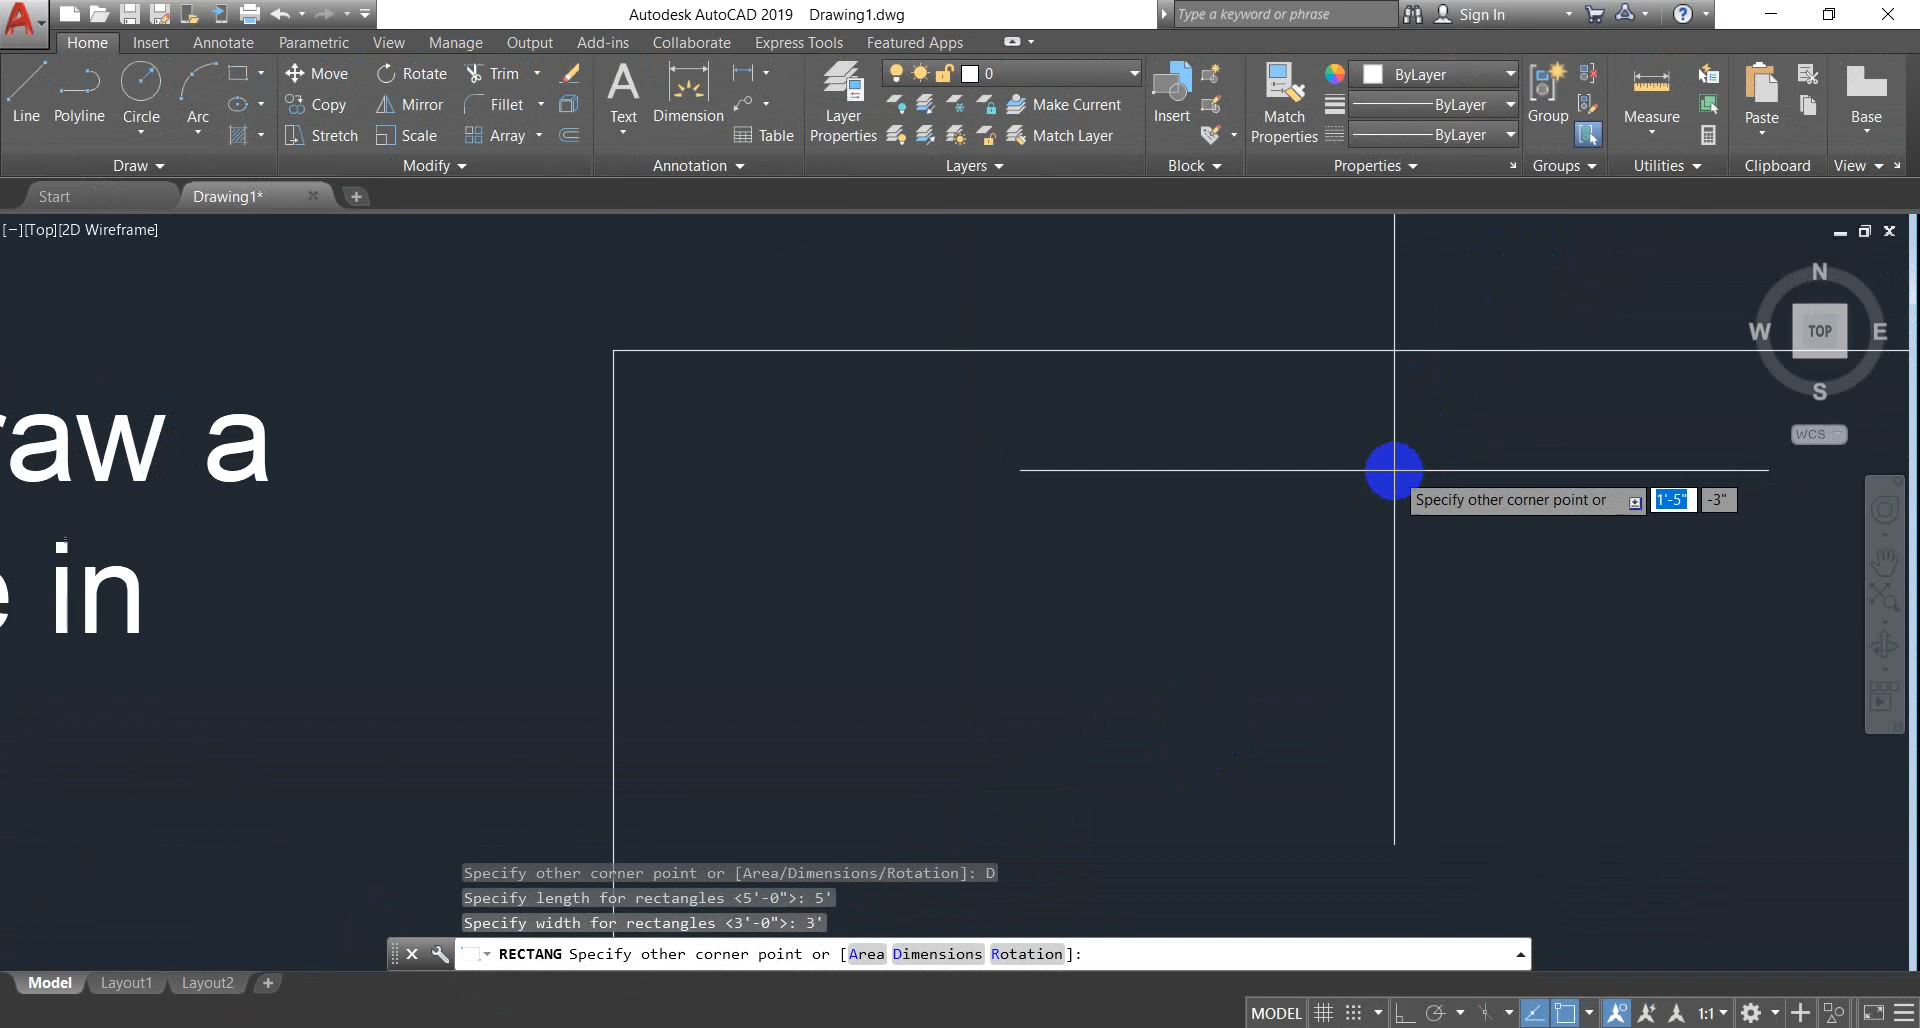 Autodesk AutoCAD 2019 Drawing1.dwg
Type a keyword or phrase
Sign In
Home Insert Annotate Parametric View Manage Output Add-ins Collaborate Express Tools Featured Apps
Line Polyline Circle Arc
Move Rotate Trim
Copy Mirror Fillet
Stretch Scale Array
Text Dimension Table
Layer Properties
0
Make Current
Match Layer
Insert
Match Properties
ByLayer
ByLayer
ByLayer
Group
Measure
Paste
Base
Draw Modify Annotation Layers Block Properties Groups Utilities Clipboard View
Start Drawing1*
[−][Top][2D Wireframe]
N
W TOP E
S
WCS
raw a
e in
Specify other corner point or 1'-5" -3"
Specify other corner point or [Area/Dimensions/Rotation]: D
Specify length for rectangles <5'-0">: 5'
Specify width for rectangles <3'-0">: 3'
RECTANG Specify other corner point or [Area Dimensions Rotation]:
Model Layout1 Layout2
MODEL 1:1